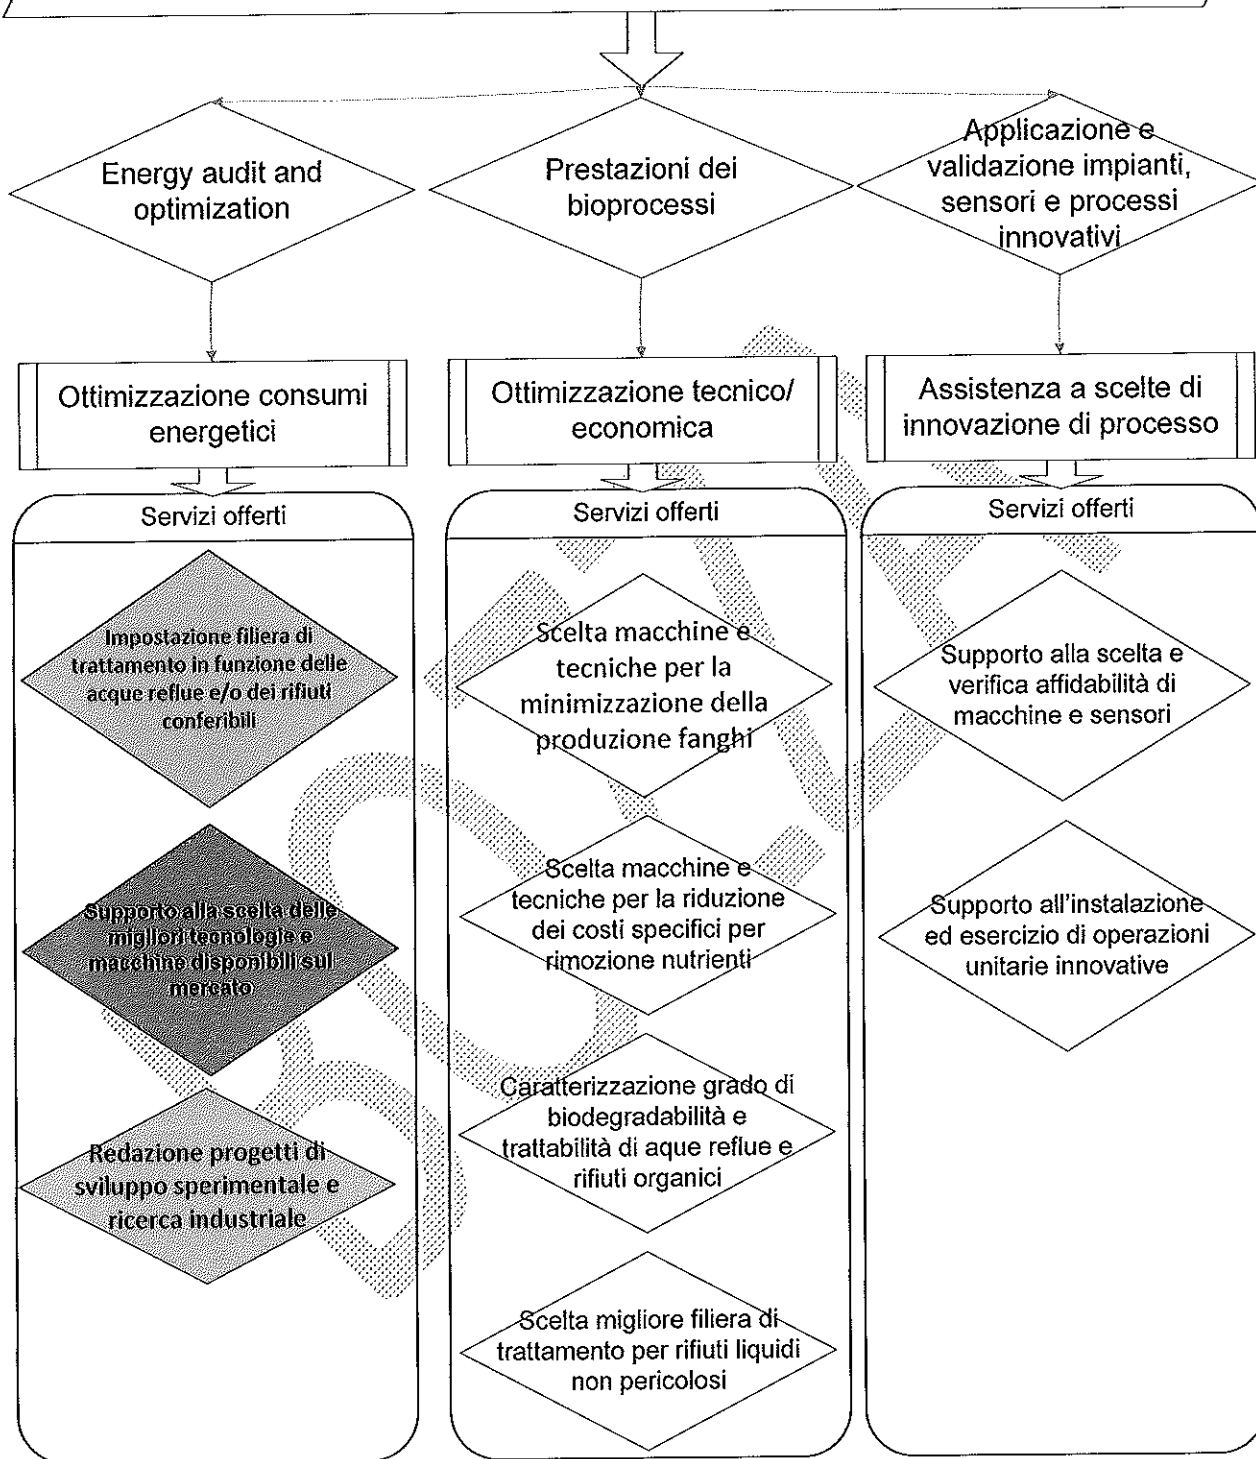 Energy audit and
optimization
Prestazioni dei
bioprocessi
Applicazione e
validazione impianti,
sensori e processi
innovativi
Ottimizzazione consumi
energetici
Ottimizzazione tecnico/
economica
Assistenza a scelte di
innovazione di processo
Servizi offerti
Impostazione filiera di
trattamento in funzione delle
acque reflue e/o dei rifiuti
conferibili
Supporto alla scelta delle
migliori tecnologie e
macchine disponibili sul
mercato
Redazione progetti di
sviluppo sperimentale e
ricerca industriale
Servizi offerti
Scelta macchine e
tecniche per la
minimizzazione della
produzione fanghi
Scelta macchine e
tecniche per la riduzione
dei costi specifici per
rimozione nutrienti
Caratterizzazione grado di
biodegradabilità e
trattabilità di aque reflue e
rifiuti organici
Scelta migliore filiera di
trattamento per rifiuti liquidi
non pericolosi
Servizi offerti
Supporto alla scelta e
verifica affidabilità di
macchine e sensori
Supporto all'instalazione
ed esercizio di operazioni
unitarie innovative